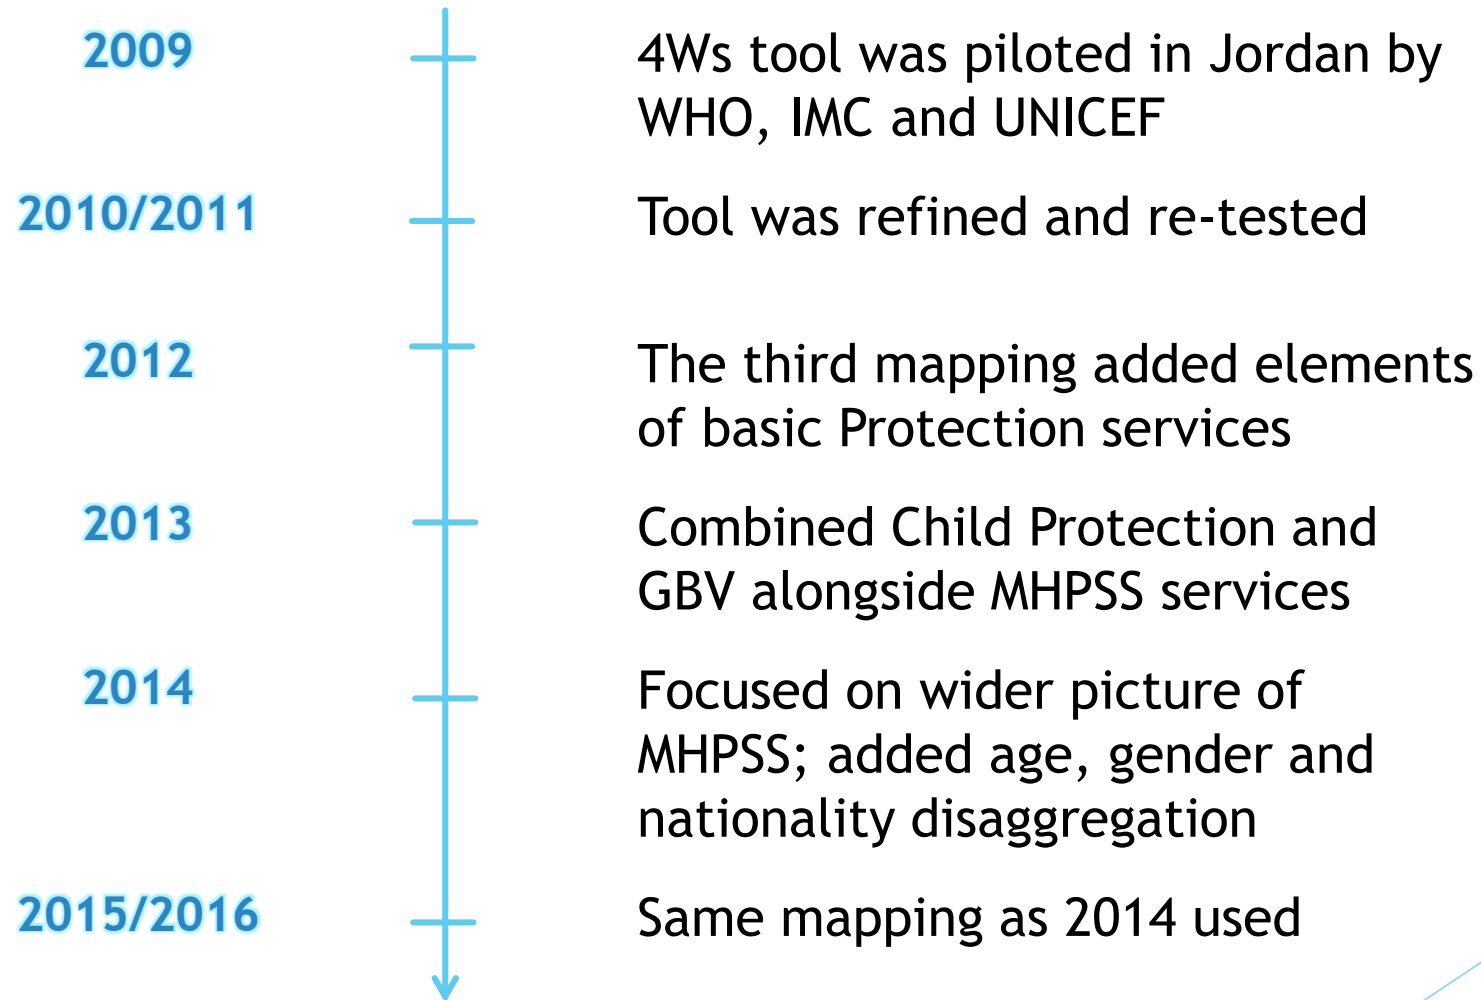 2009
4Ws tool was piloted in Jordan by
WHO, IMC and UNICEF
2010/2011
Tool was refined and re-tested
2012
The third mapping added elements
of basic Protection services
2013
Combined Child Protection and
GBV alongside MHPSS services
2014
Focused on wider picture of
MHPSS; added age, gender and
nationality disaggregation
2015/2016
Same mapping as 2014 used